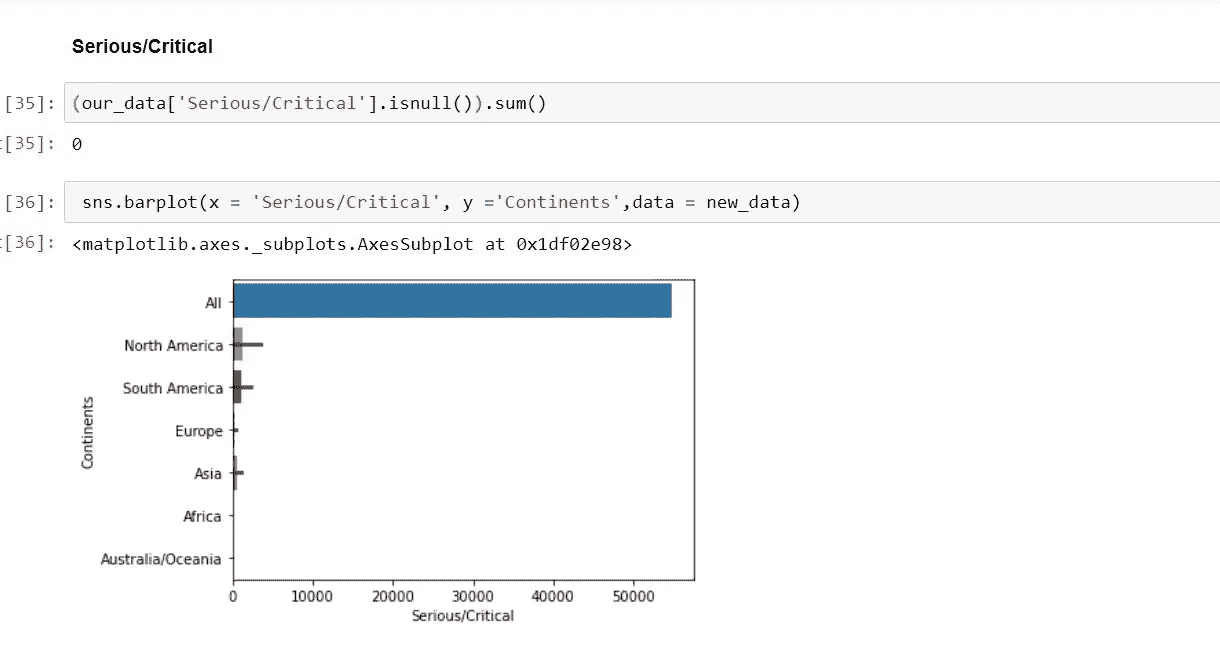 Serious/Critical
[35]: (our_data['Serious/Critical'].isnull()).sum()
:[35]: 0
[36]: sns.barplot(x = 'Serious/Critical', y ='Continents',data = new_data)
:[36]: <matplotlib.axes._subplots.AxesSubplot at 0x1df02e98>
All
North America
South America
Europe
Asia
Africa
Australia/Oceania
Continents
0 10000 20000 30000 40000 50000
Serious/Critical